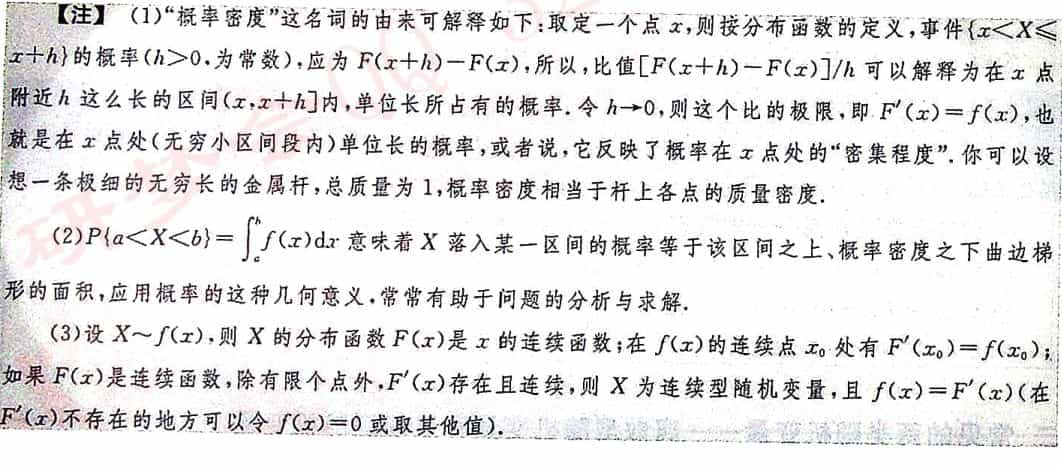 【注】 (1)“概率密度”这名词的由来可解释如下:取定一个点 x,则按分布函数的定义,事件{x<X≤
x+h}的概率(h>0,为常数),应为 F(x+h)-F(x),所以,比值[F(x+h)-F(x)]/h 可以解释为在 x 点
附近 h 这么长的区间(x,x+h]内,单位长所占有的概率.令 h→0,则这个比的极限,即 F′(x)=f(x),也
就是在 x 点处(无穷小区间段内)单位长的概率,或者说,它反映了概率在 x 点处的“密集程度”.你可以设
想一条极细的无穷长的金属杆,总质量为 1,概率密度相当于杆上各点的质量密度.
(2)P{a<X<b}=∫ₐᵇf(x)dx 意味着 X 落入某一区间的概率等于该区间之上、概率密度之下曲边梯
形的面积,应用概率的这种几何意义,常常有助于问题的分析与求解.
(3)设 X~f(x),则 X 的分布函数 F(x)是 x 的连续函数;在 f(x)的连续点 x₀ 处有 F′(x₀)=f(x₀);
如果 F(x)是连续函数,除有限个点外,F′(x)存在且连续,则 X 为连续型随机变量,且 f(x)=F′(x)(在
F′(x)不存在的地方可以令 f(x)=0 或取其他值).